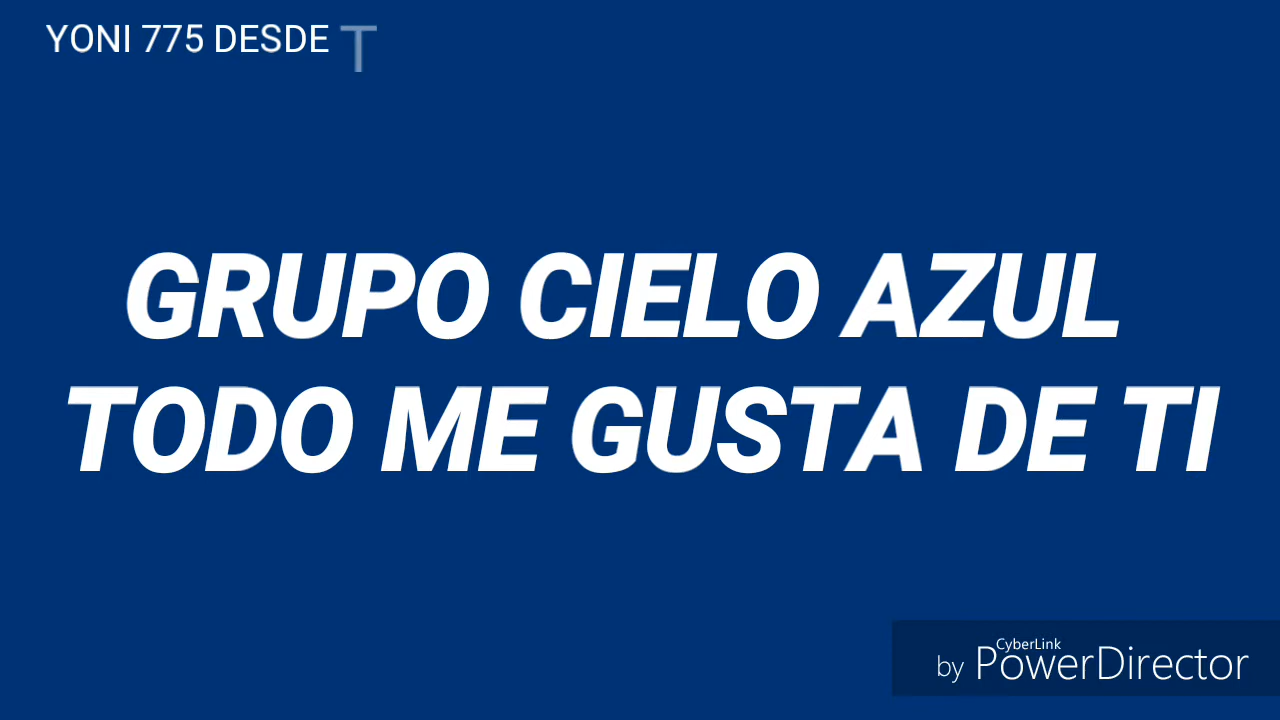 YONI 775 DESDE T
GRUPO CIELO AZUL
TODO ME GUSTA DE TI
CyberLink
by PowerDirector